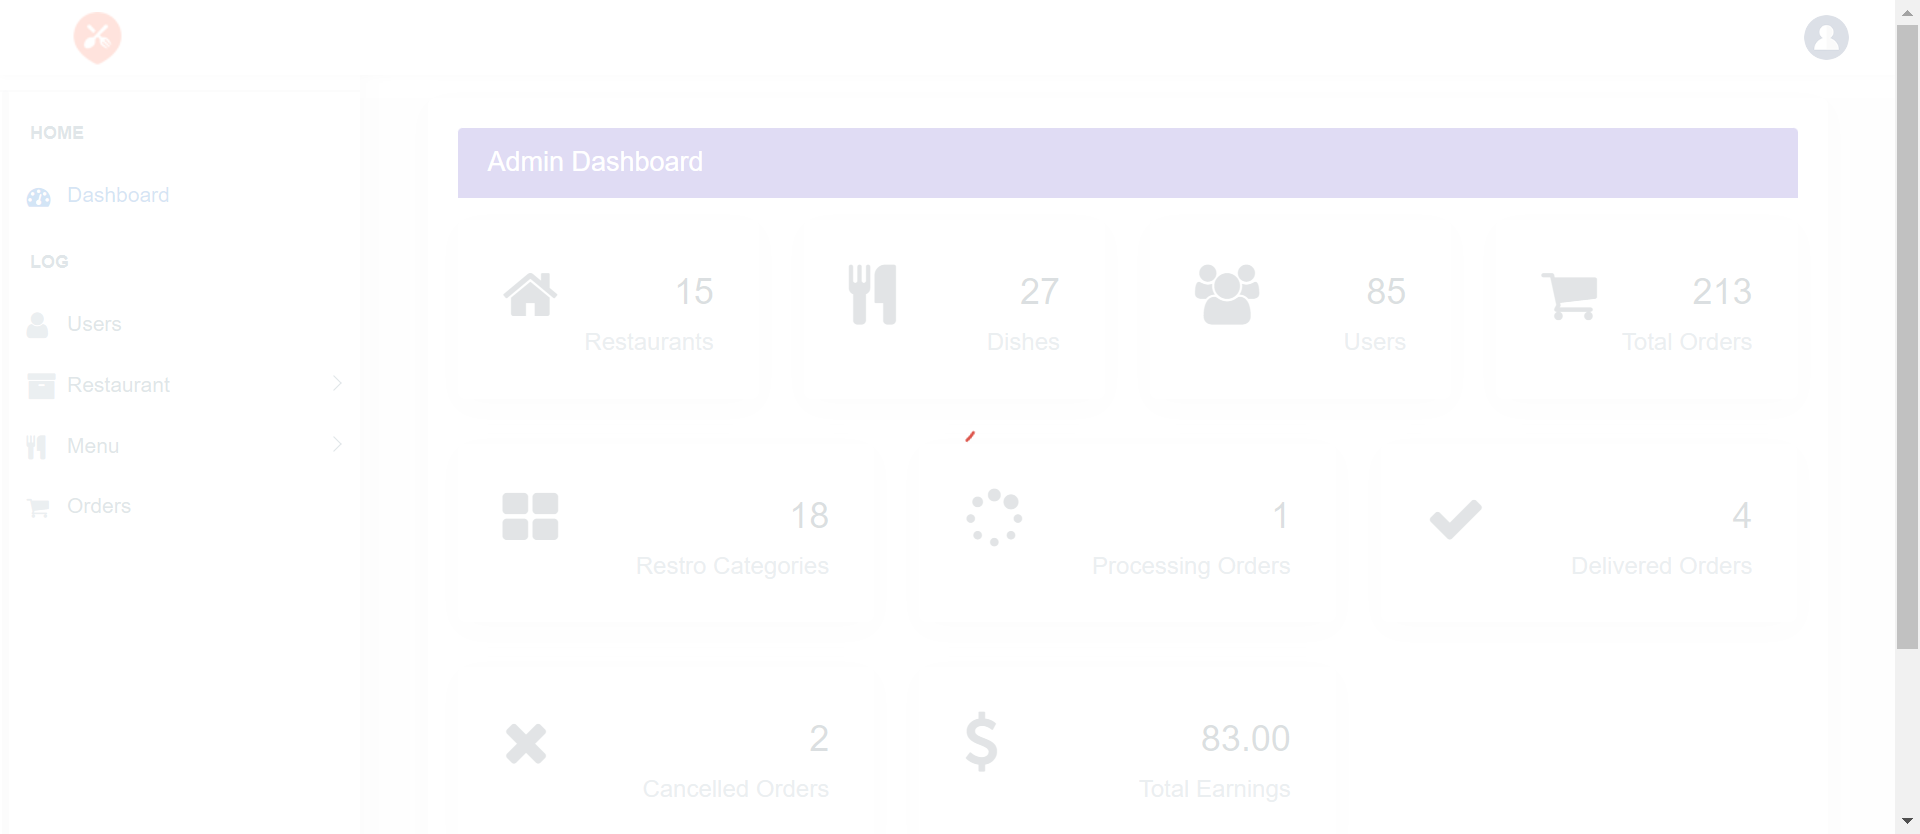 HOME
Dashboard
LOG
Users
Restaurant
Menu
Orders
Admin Dashboard
15
Restaurants
27
Dishes
85
Users
213
Total Orders
18
Restro Categories
1
Processing Orders
4
Delivered Orders
2
Cancelled Orders
83.00
Total Earnings